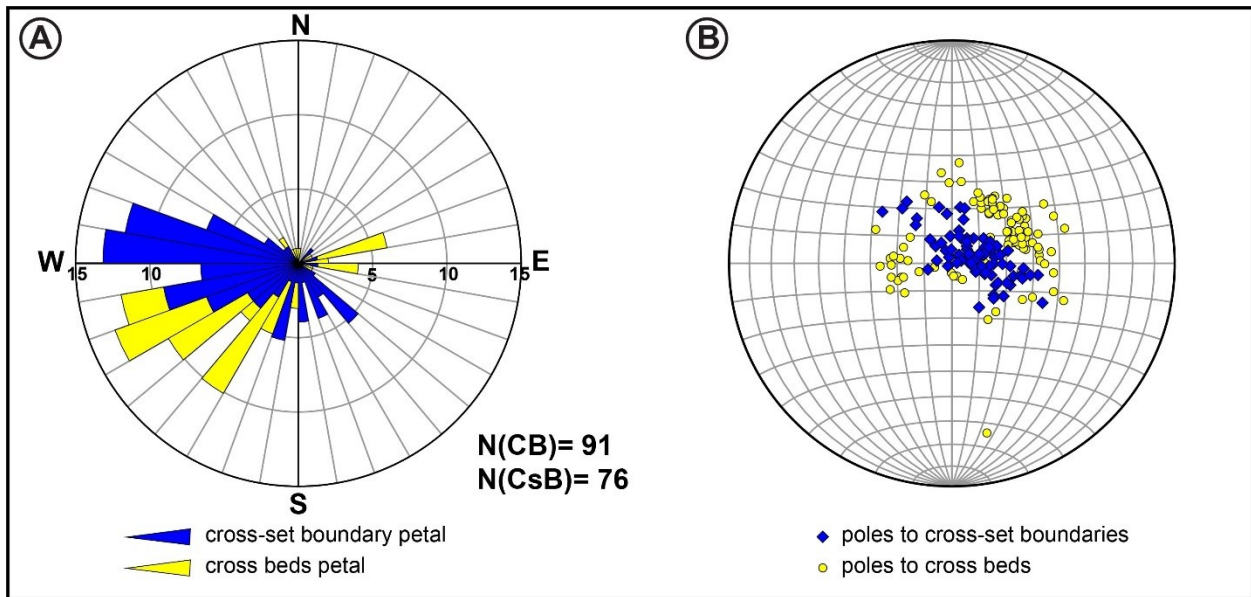 A
B
N
W
E
15
10
5
5
10
15
S
N(CB)= 91
N(CsB)= 76
cross-set boundary petal
cross beds petal
poles to cross-set boundaries
poles to cross beds